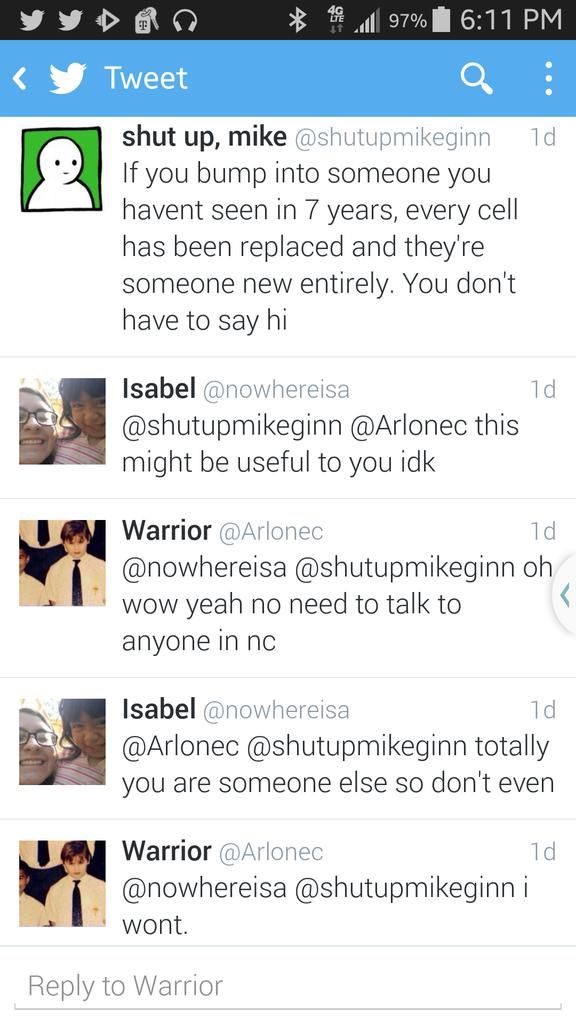 4G
LTE
97%
6:11 PM
Tweet
shut up, mike @shutupmikeginn 1d
If you bump into someone you
havent seen in 7 years, every cell
has been replaced and they're
someone new entirely. You don't
have to say hi
Isabel @nowhereisa 1d
@shutupmikeginn @Arlonec this
might be useful to you idk
Warrior @Arlonec 1d
@nowhereisa @shutupmikeginn oh
wow yeah no need to talk to
anyone in nc
Isabel @nowhereisa 1d
@Arlonec @shutupmikeginn totally
you are someone else so don't even
Warrior @Arlonec 1d
@nowhereisa @shutupmikeginn i
wont.
Reply to Warrior